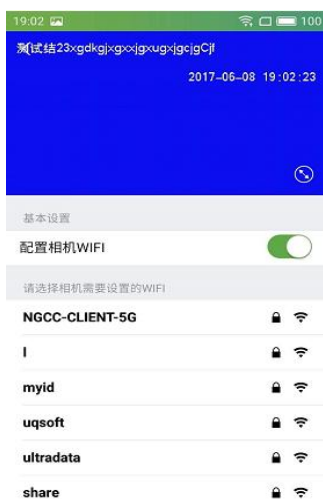 19:02 100
测试结23xgdkgjxgxxjgxugxjgcjgCjf
2017-06-08 19:02:23
基本设置
配置相机WIFI
请选择相机需要设置的WIFI
NGCC-CLIENT-5G
l
myid
uqsoft
ultradata
share